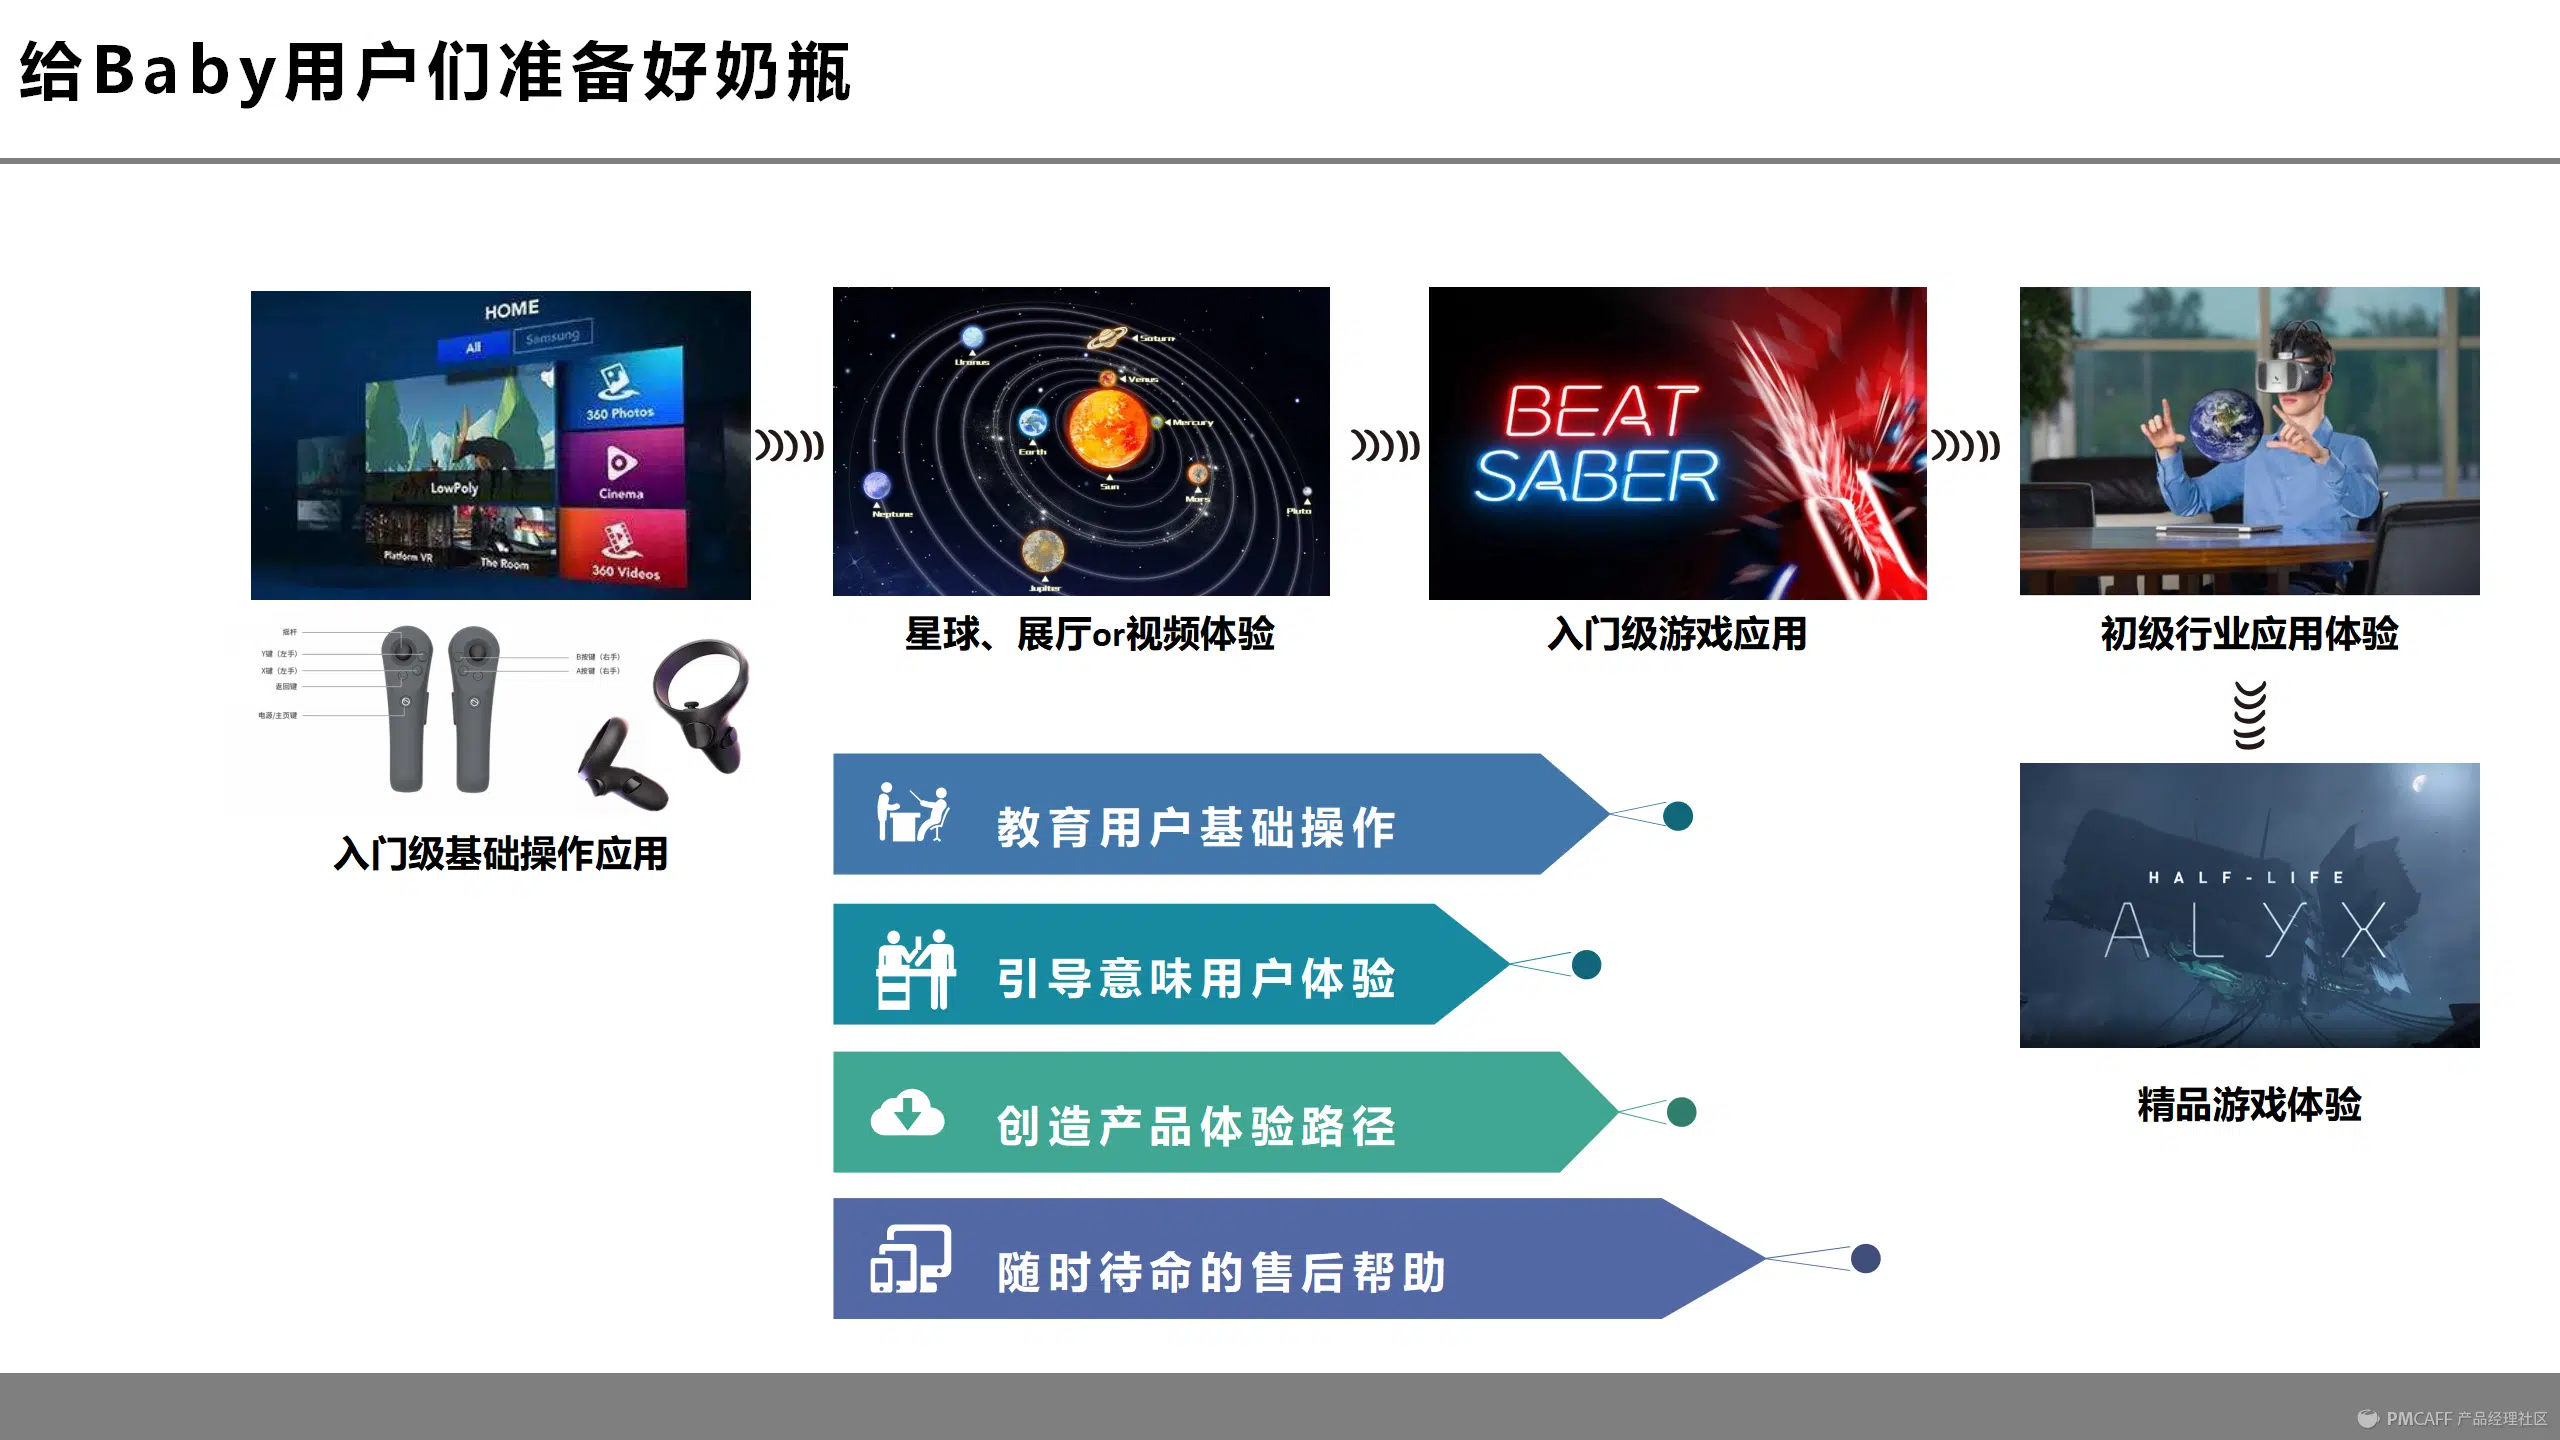 给Baby用户们准备好奶瓶
HOME
All
Samsung
LowPoly
Platform VR
The Room
360 Photos
Cinema
360 Videos
Uranus
Saturn
Venus
Mercury
Earth
Sun
Mars
Neptune
Pluto
Jupiter
BEAT
SABER
摇杆
Y键（左手）
X键（左手）
返回键
电源/主页键
B按键（右手）
A按键（右手）
入门级基础操作应用
星球、展厅or视频体验
入门级游戏应用
初级行业应用体验
教育用户基础操作
引导意味用户体验
创造产品体验路径
随时待命的售后帮助
HALF-LIFE
ALYX
精品游戏体验
PMCAFF 产品经理社区